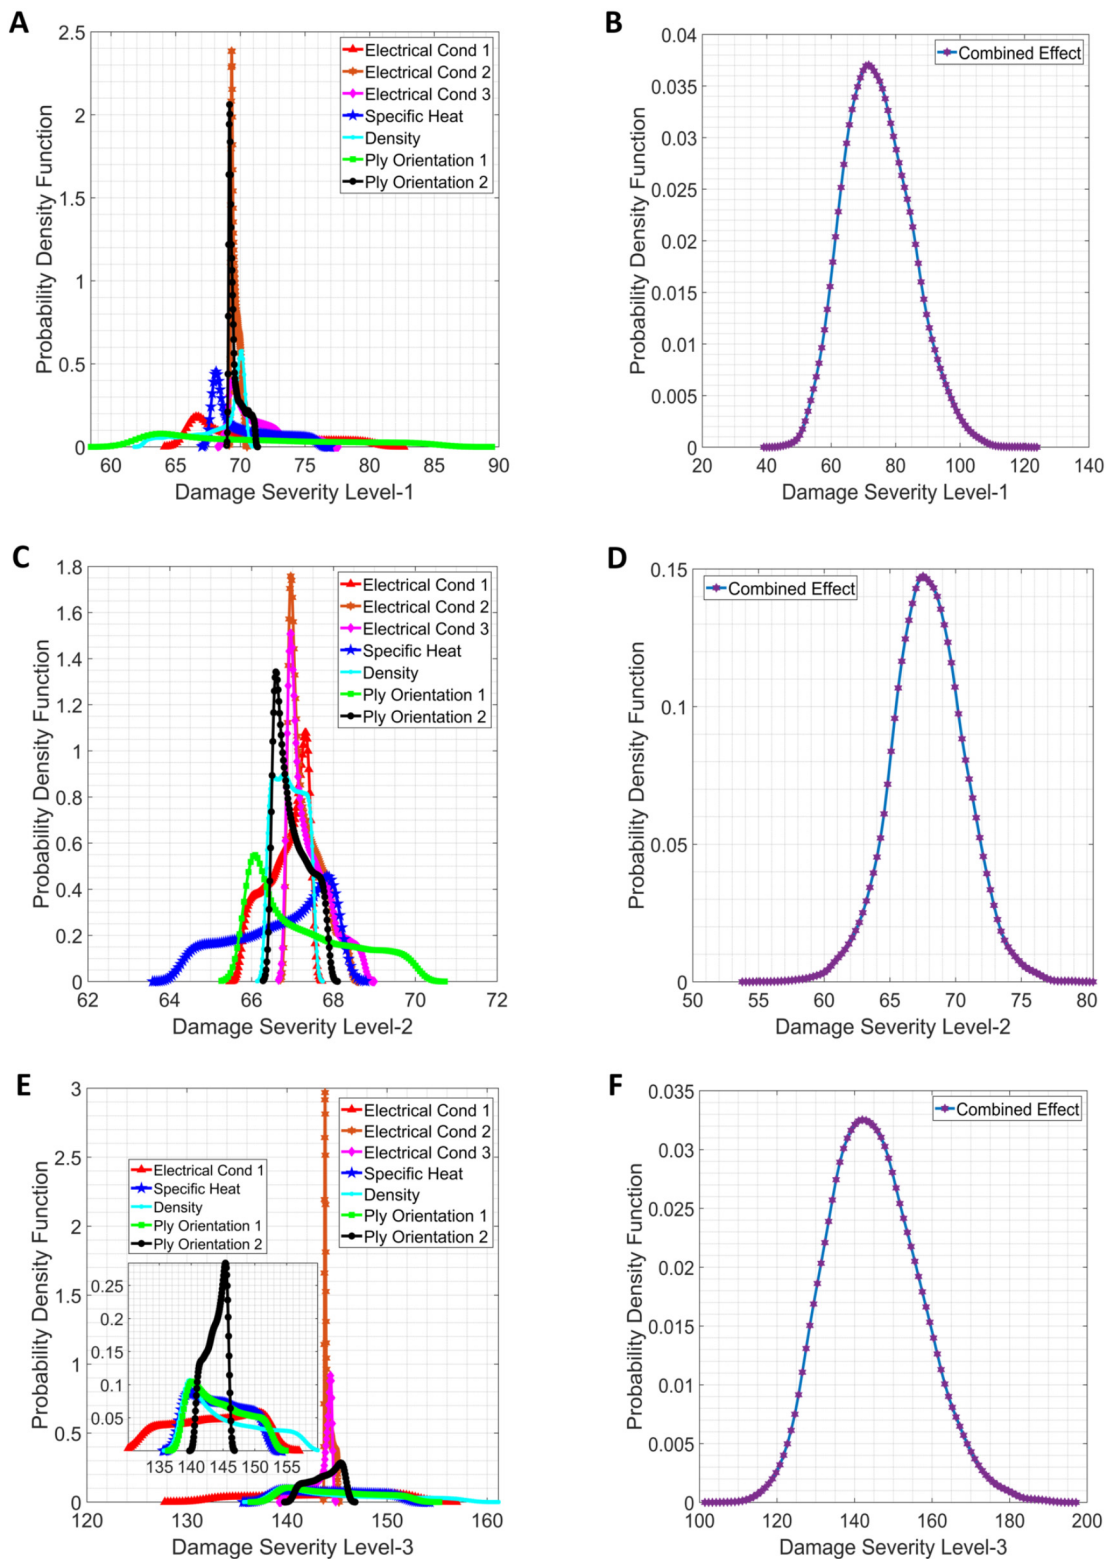 A
Probability Density Function
2.5
2
1.5
1
0.5
0
60 65 70 75 80 85 90
Damage Severity Level-1
Electrical Cond 1
Electrical Cond 2
Electrical Cond 3
Specific Heat
Density
Ply Orientation 1
Ply Orientation 2
B
Probability Density Function
0.04
0.035
0.03
0.025
0.02
0.015
0.01
0.005
0
20 40 60 80 100 120 140
Damage Severity Level-1
Combined Effect
C
Probability Density Function
1.8
1.6
1.4
1.2
1
0.8
0.6
0.4
0.2
0
62 64 66 68 70 72
Damage Severity Level-2
Electrical Cond 1
Electrical Cond 2
Electrical Cond 3
Specific Heat
Density
Ply Orientation 1
Ply Orientation 2
D
Probability Density Function
0.15
0.1
0.05
0
50 55 60 65 70 75 80
Damage Severity Level-2
Combined Effect
E
Probability Density Function
3
2.5
2
1.5
1
0.5
0
120 130 140 150 160
Damage Severity Level-3
Electrical Cond 1
Electrical Cond 2
Electrical Cond 3
Specific Heat
Density
Ply Orientation 1
Ply Orientation 2
Electrical Cond 1
Specific Heat
Density
Ply Orientation 1
Ply Orientation 2
0.25
0.2
0.15
0.1
0.05
135 140 145 150 155
F
Probability Density Function
0.035
0.03
0.025
0.02
0.015
0.01
0.005
0
100 120 140 160 180 200
Damage Severity Level-3
Combined Effect